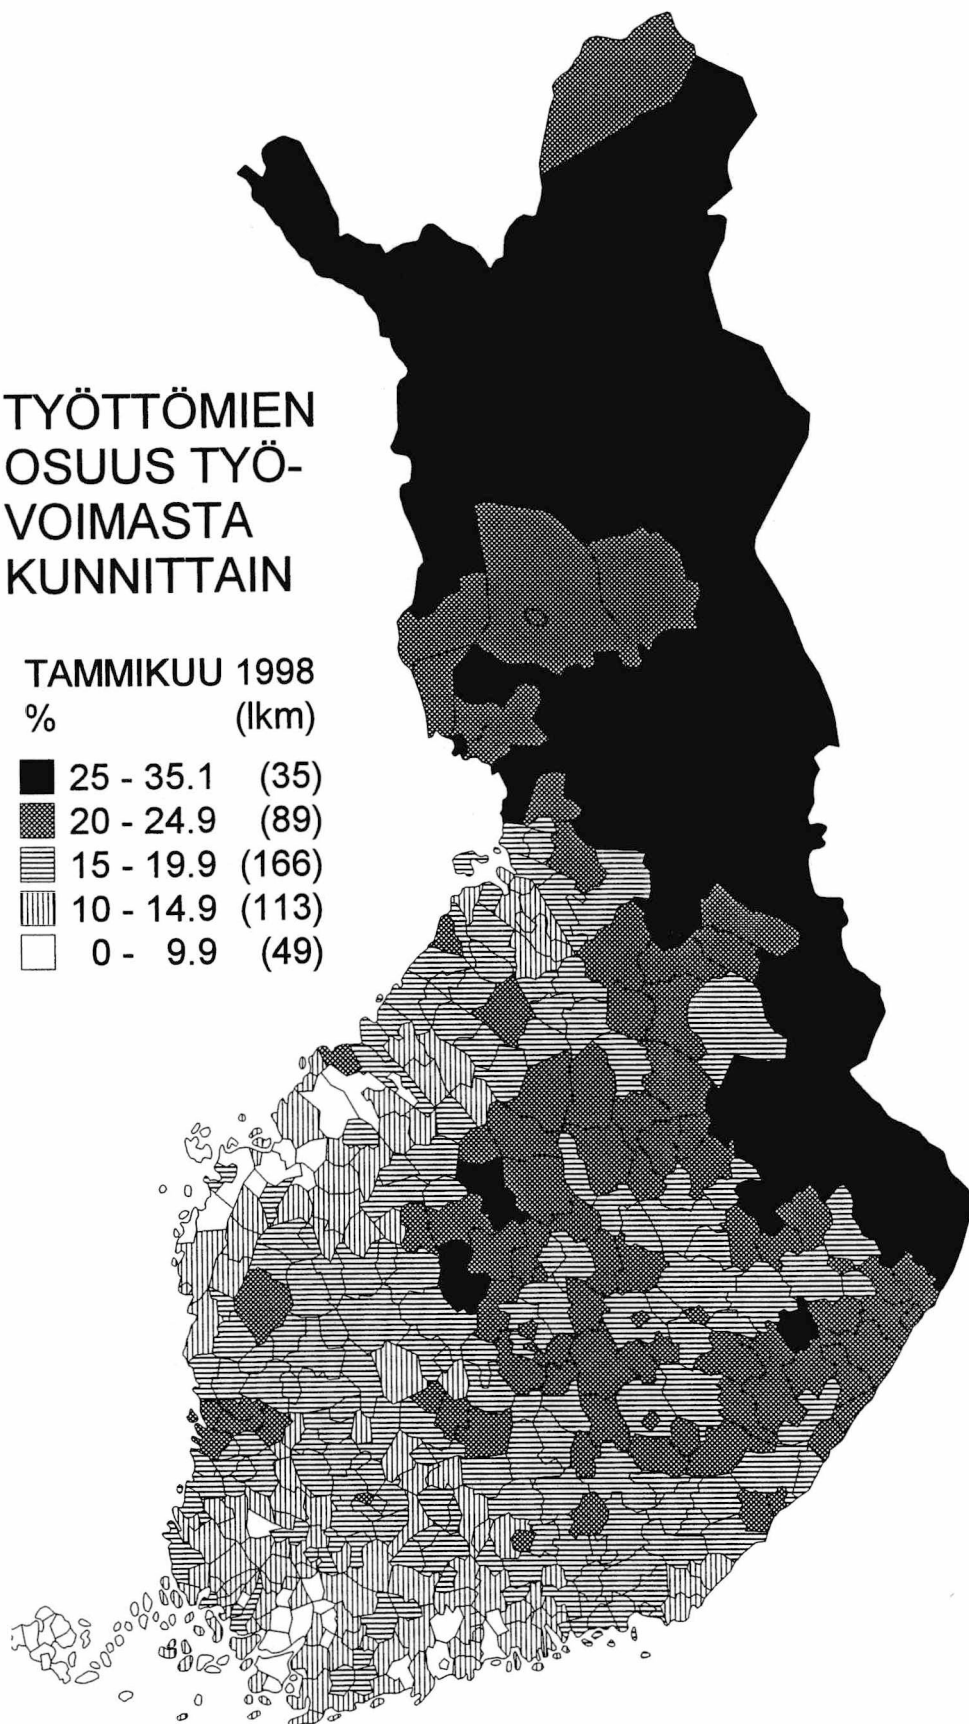 TYÖTTÖMIEN
OSUUS TYÖ-
VOIMASTA
KUNNITTAIN
TAMMIKUU 1998
% (lkm)
25 - 35.1 (35)
20 - 24.9 (89)
15 - 19.9 (166)
10 - 14.9 (113)
0 - 9.9 (49)